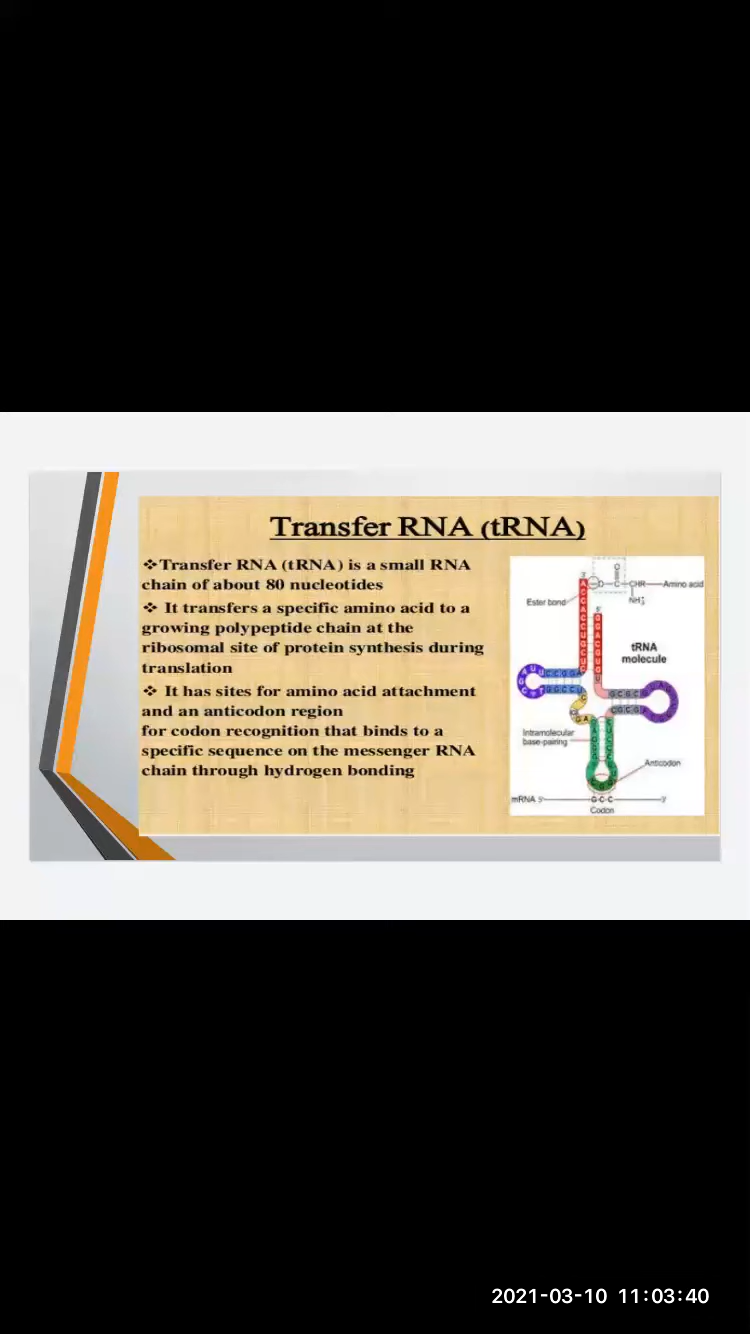 Transfer RNA (tRNA)
❖Transfer RNA (tRNA) is a small RNA
chain of about 80 nucleotides
❖ It transfers a specific amino acid to a
growing polypeptide chain at the
ribosomal site of protein synthesis during
translation
❖ It has sites for amino acid attachment
and an anticodon region
for codon recognition that binds to a
specific sequence on the messenger RNA
chain through hydrogen bonding
Amino acid
Ester bond
tRNA
molecule
Intramolecular
base-pairing
Anticodon
mRNA
Codon
2021-03-10 11:03:40